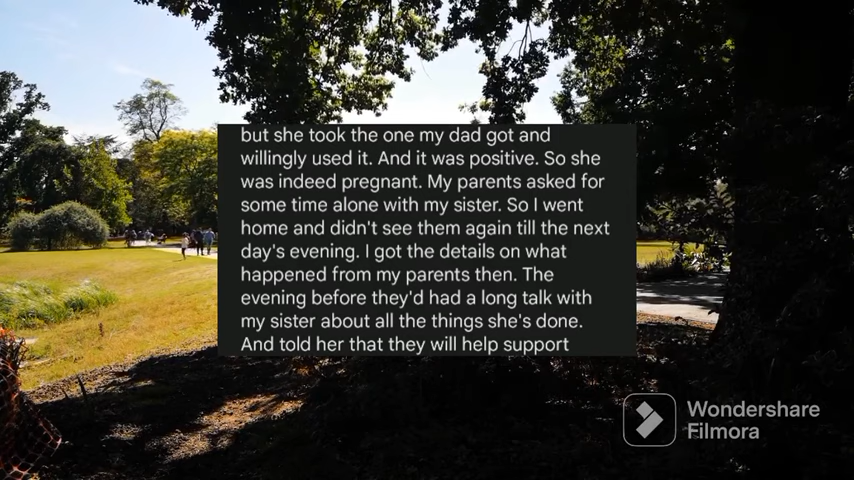 but she took the one my dad got and
willingly used it. And it was positive. So she
was indeed pregnant. My parents asked for
some time alone with my sister. So I went
home and didn't see them again till the next
day's evening. I got the details on what
happened from my parents then. The
evening before they'd had a long talk with
my sister about all the things she's done.
And told her that they will help support
Wondershare
Filmora